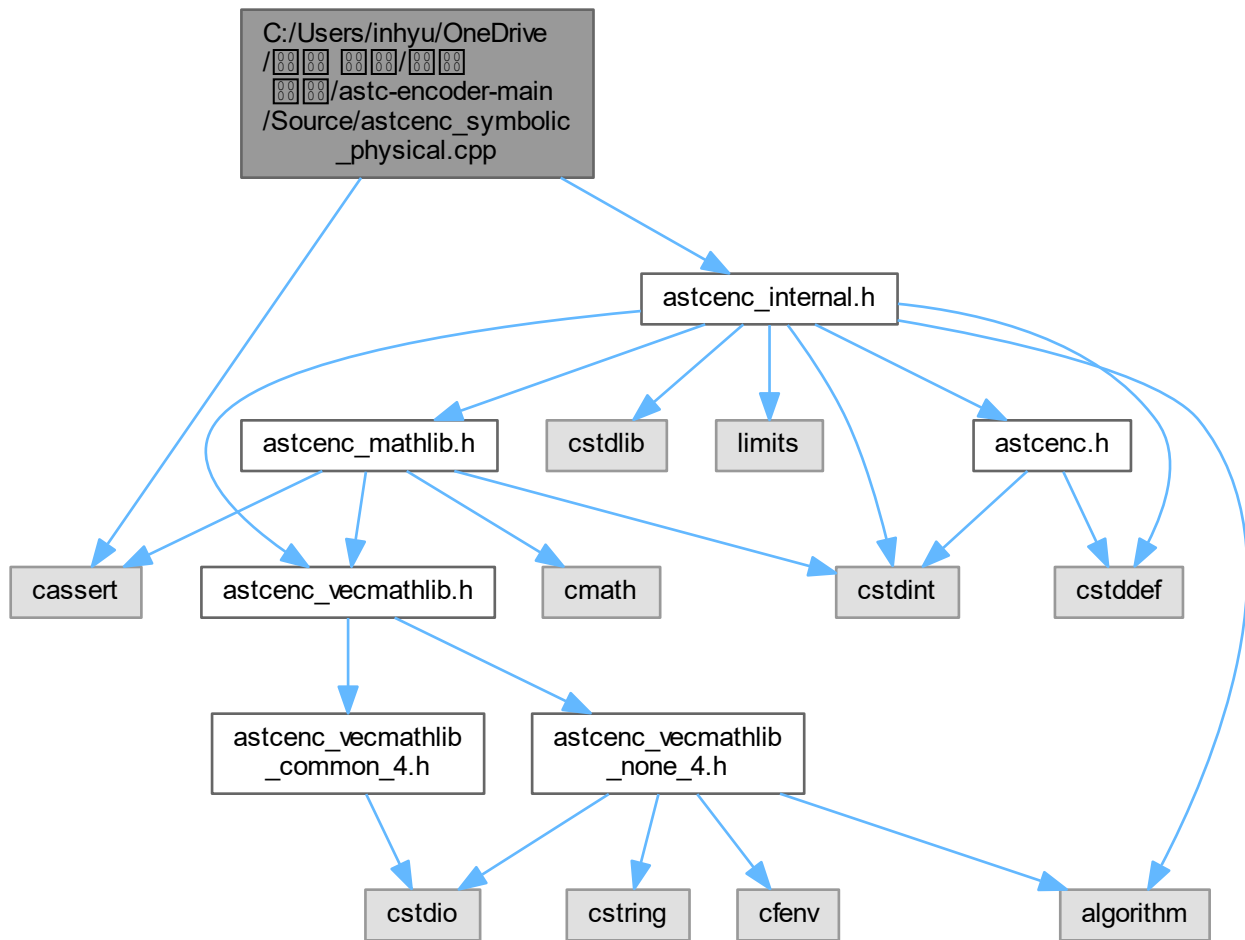 C:/Users/inhyu/OneDrive
/astc-encoder-main
/Source/astcenc_symbolic
_physical.cpp
astcenc_internal.h
astcenc_mathlib.h
cstdlib
limits
astcenc.h
cassert
astcenc_vecmathlib.h
cmath
cstdint
cstddef
astcenc_vecmathlib
_common_4.h
astcenc_vecmathlib
_none_4.h
cstdio
cstring
cfenv
algorithm